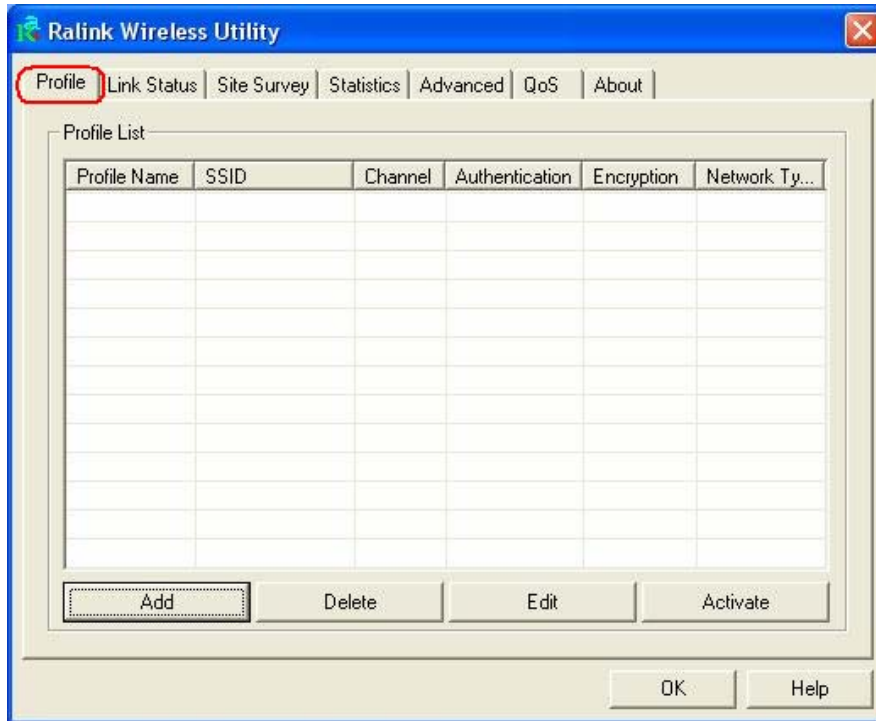 Ralink Wireless Utility
Profile Link Status Site Survey Statistics Advanced QoS About
Profile List
Profile Name SSID Channel Authentication Encryption Network Ty...
Add Delete Edit Activate
OK Help